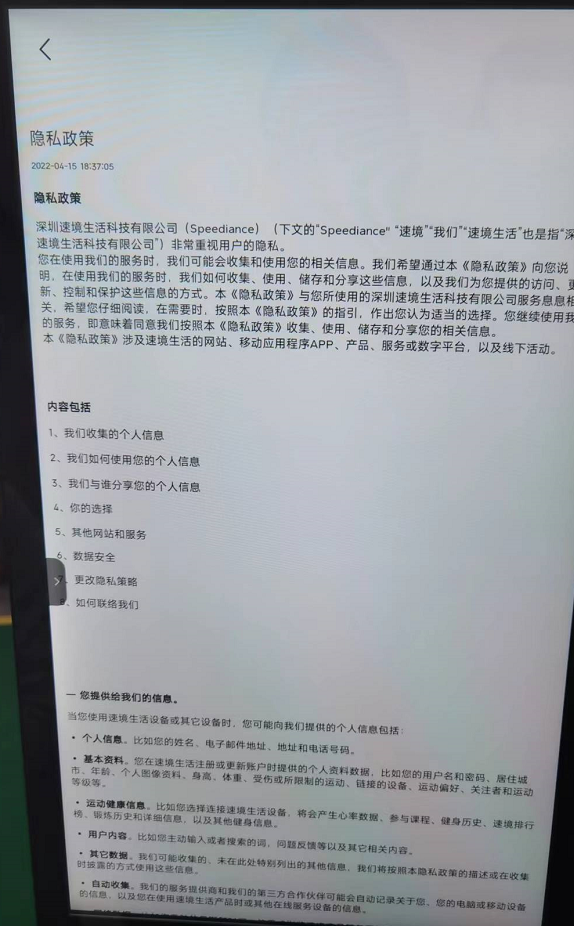 隐私政策
2022-04-15 18:37:05
隐私政策
深圳速境生活科技有限公司（Speediance）（下文的“Speediance" “速境”“我们”“速境生活”也是指“深
速境生活科技有限公司”）非常重视用户的隐私。
您在使用我们的服务时，我们可能会收集和使用您的相关信息。我们希望通过本《隐私政策》向您说
明，在使用我们的服务时，我们如何收集、使用、储存和分享这些信息，以及我们为您提供的访问、更
新、控制和保护这些信息的方式。本《隐私政策》与您所使用的深圳速境生活科技有限公司服务息息相
关，希望您仔细阅读，在需要时，按照本《隐私政策》的指引，作出您认为适当的选择。您继续使用我
的服务，即意味着同意我们按照本《隐私政策》收集、使用、储存和分享您的相关信息。
本《隐私政策》涉及速境生活的网站、移动应用程序APP、产品、服务或数字平台，以及线下活动。
内容包括
1、我们收集的个人信息
2、我们如何使用您的个人信息
3、我们与谁分享您的个人信息
4、你的选择
5、其他网站和服务
6、数据安全
、更改隐私策略
8、如何联络我们
一 您提供给我们的信息。
当您使用速境生活设备或其它设备时，您可能向我们提供的个人信息包括：
• 个人信息。比如您的姓名、电子邮件地址、地址和电话号码。
• 基本资料。您在速境生活注册或更新账户时提供的个人资料数据，比如您的用户名和密码、居住城
市、年龄、个人图像资料、身高、体重、受伤或所限制的运动、链接的设备、运动偏好、关注者和运动
等级等。
• 运动健康信息。比如您选择连接速境生活设备，将会产生心率数据、参与课程、健身历史、速境排行
榜、锻炼历史和详细信息，以及其他健身信息。
• 用户内容。比如您主动输入或者搜索的词，问题反馈等以及其它相关内容。
• 其它数据。我们可能收集的、未在此处特别列出的其他信息，我们将按照本隐私政策的描述或在收集
时披露的方式使用这些信息。
• 自动收集。我们的服务提供商和我们的第三方合作伙伴可能会自动记录关于您、您的电脑或移动设备
的信息，以及您在使用速境生活产品时或其他在线服务设备的信息。